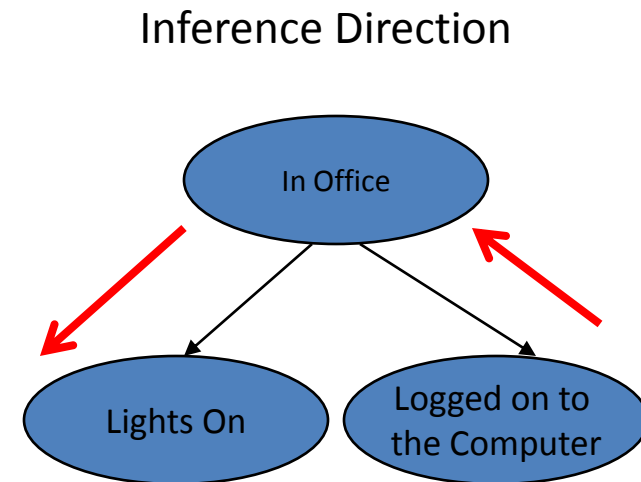 Inference Direction
In Office
Lights On
Logged on to
the Computer